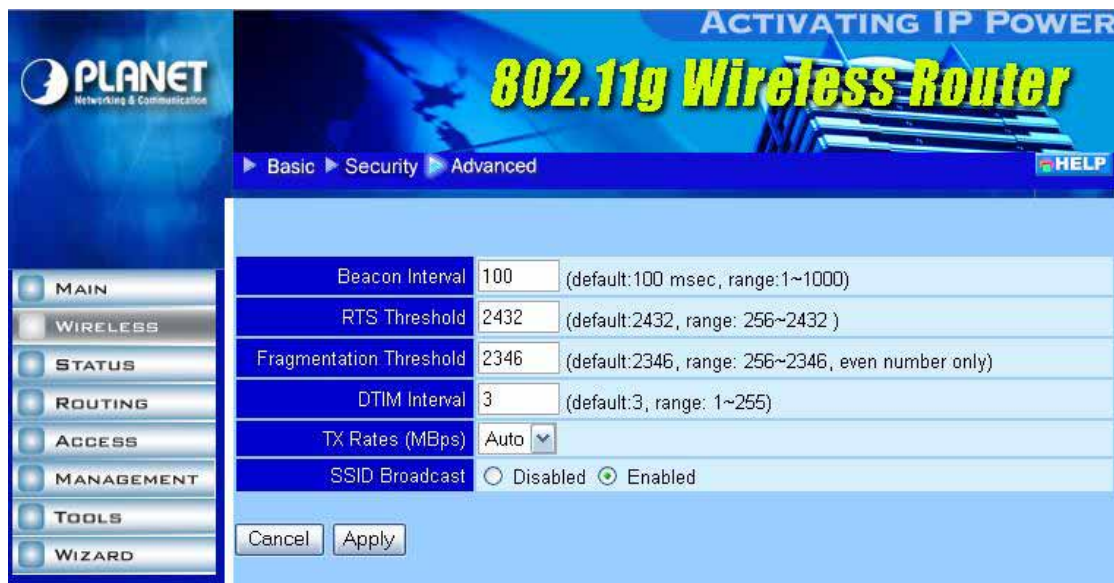 ACTIVATING IP POWER
PLANET
Networking & Communication
802.11g Wireless Router
Basic Security Advanced
HELP
MAIN
WIRELESS
STATUS
ROUTING
ACCESS
MANAGEMENT
TOOLS
WIZARD
Beacon Interval 100 (default:100 msec, range:1~1000)
RTS Threshold 2432 (default:2432, range: 256~2432 )
Fragmentation Threshold 2346 (default:2346, range: 256~2346, even number only)
DTIM Interval 3 (default:3, range: 1~255)
TX Rates (MBps) Auto
SSID Broadcast Disabled Enabled
Cancel Apply